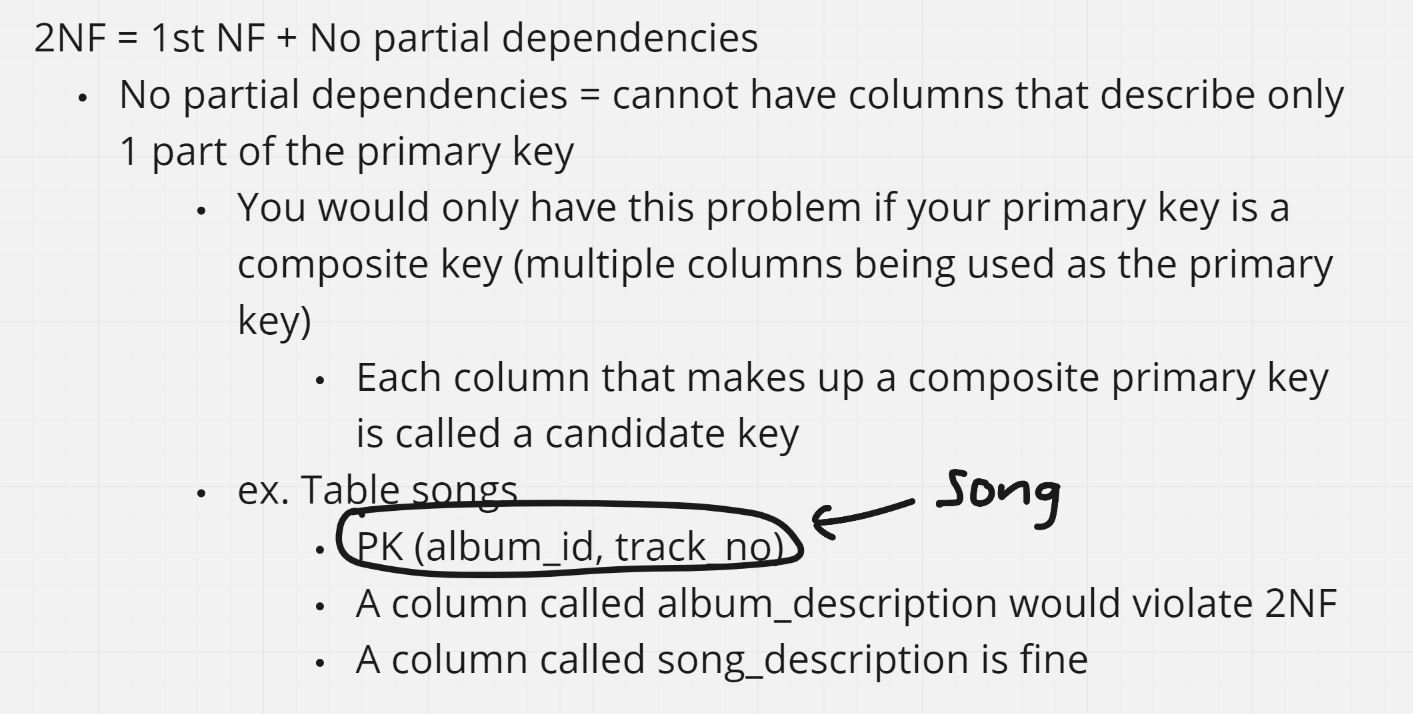 2NF = 1st NF + No partial dependencies
• No partial dependencies = cannot have columns that describe only
1 part of the primary key
• You would only have this problem if your primary key is a
composite key (multiple columns being used as the primary
key)
• Each column that makes up a composite primary key
is called a candidate key
• ex. Table songs
Song
• PK (album_id, track_no)
• A column called album_description would violate 2NF
• A column called song_description is fine